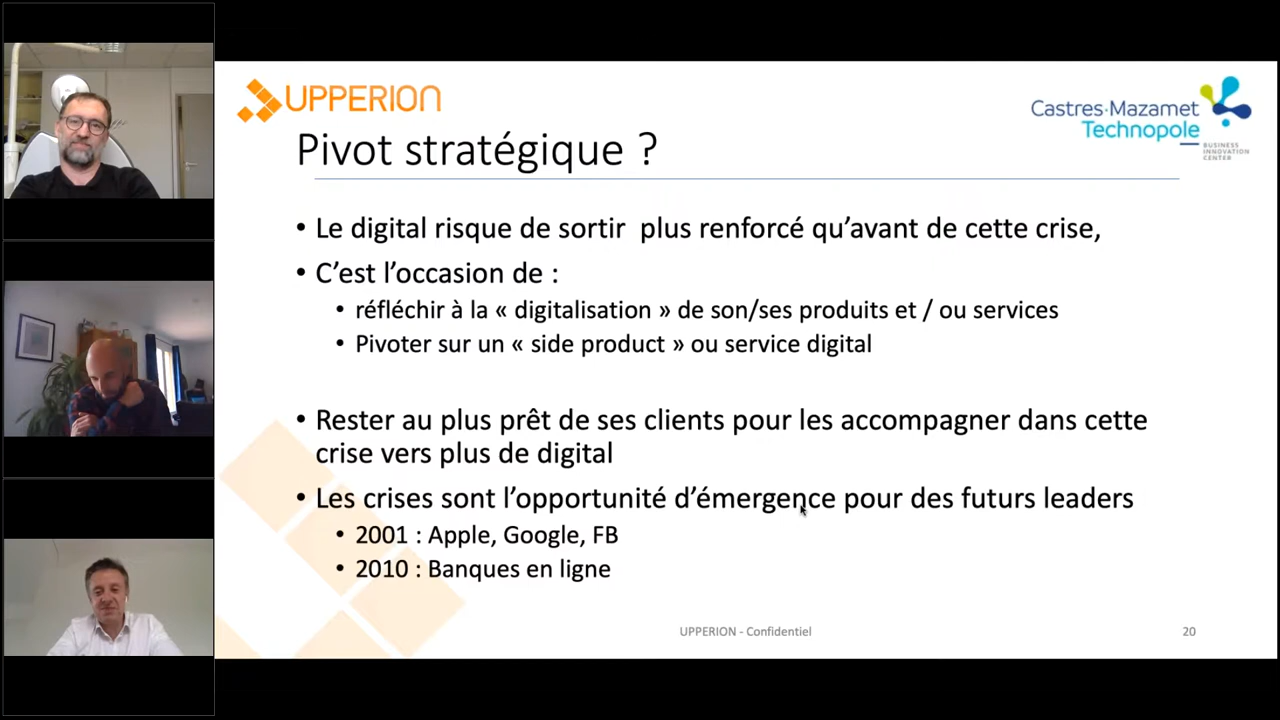 UPPERION
Castres·Mazamet
Technopole
BUSINESS
INNOVATION
CENTER
Pivot stratégique ?
• Le digital risque de sortir  plus renforcé qu’avant de cette crise,
• C’est l’occasion de :
• réfléchir à la « digitalisation » de son/ses produits et / ou services
• Pivoter sur un « side product » ou service digital
• Rester au plus prêt de ses clients pour les accompagner dans cette
crise vers plus de digital
• Les crises sont l’opportunité d’émergence pour des futurs leaders
• 2001 : Apple, Google, FB
• 2010 : Banques en ligne
UPPERION - Confidentiel
20